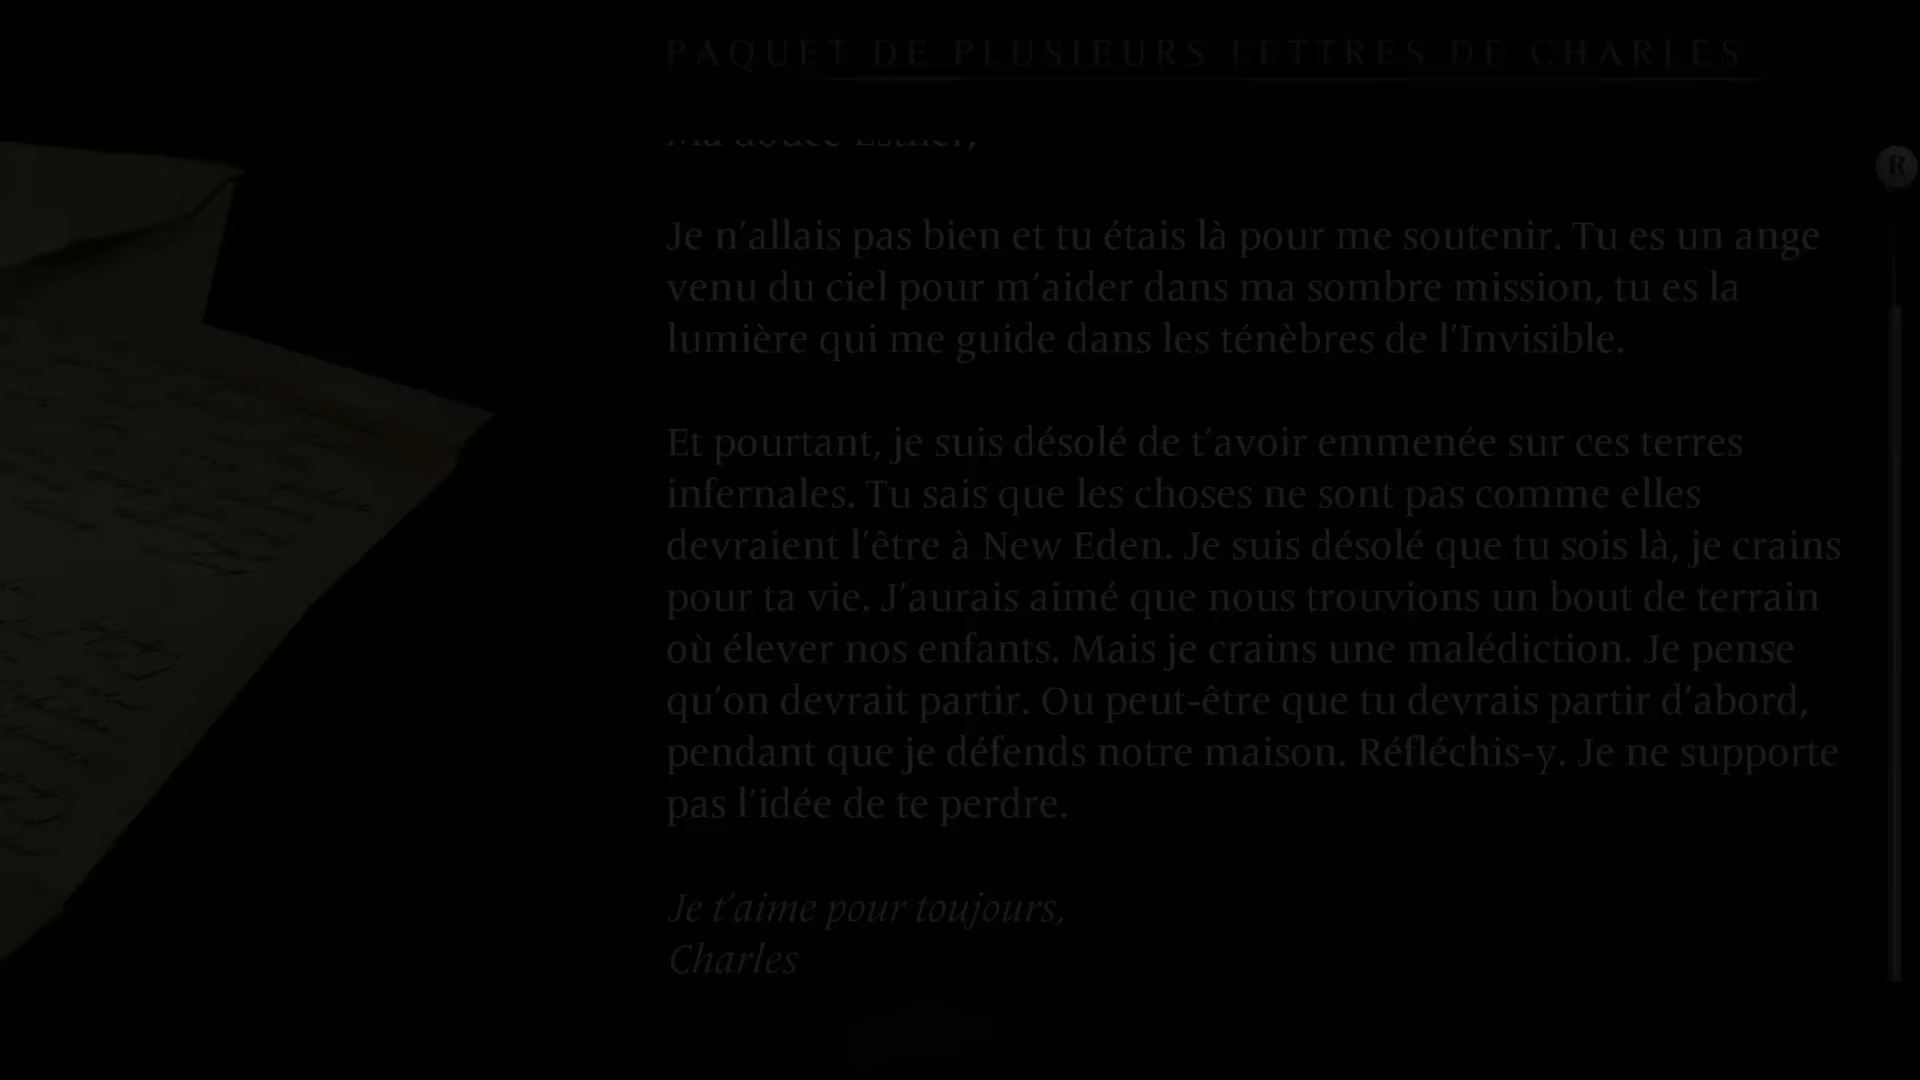 PAQUET DE PLUSIEURS LETTRES DE CHARLES
Ma douce Esther,
Je n'allais pas bien et tu étais là pour me soutenir. Tu es un ange
venu du ciel pour m'aider dans ma sombre mission, tu es la
lumière qui me guide dans les ténèbres de l'Invisible.
Et pourtant, je suis désolé de t'avoir emmenée sur ces terres
infernales. Tu sais que les choses ne sont pas comme elles
devraient l'être à New Eden. Je suis désolé que tu sois là, je crains
pour ta vie. J'aurais aimé que nous trouvions un bout de terrain
où élever nos enfants. Mais je crains une malédiction. Je pense
qu'on devrait partir. Ou peut-être que tu devrais partir d'abord,
pendant que je défends notre maison. Réfléchis-y. Je ne supporte
pas l'idée de te perdre.
Je t'aime pour toujours,
Charles
R